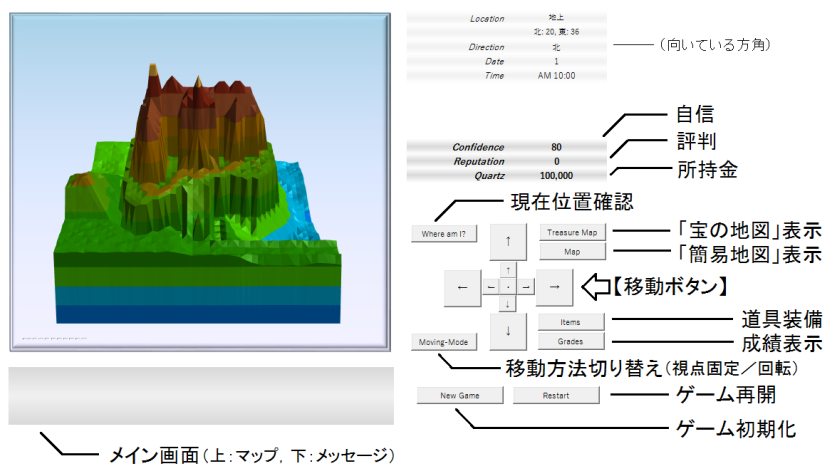 Location 地上
北: 20, 東: 36
Direction 北 (向いている方角)
Date 1
Time AM 10:00
自信
Confidence 80
評判
Reputation 0
所持金
Quartz 100,000
現在位置確認
Where am I?
↑
Treasure Map
「宝の地図」表示
Map
「簡易地図」表示
↑
← ← · → →
【移動ボタン】
↓
↓
Items
道具装備
Grades
成績表示
Moving-Mode
移動方法切り替え(視点固定／回転)
New Game
Restart
ゲーム再開
ゲーム初期化
メイン画面(上:マップ, 下:メッセージ)